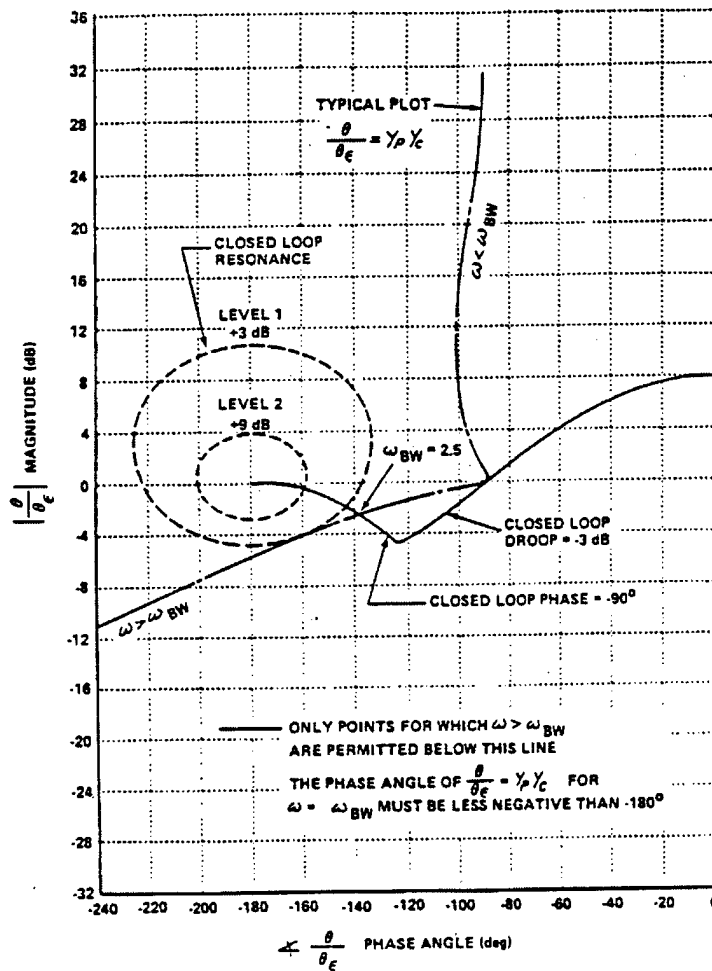 36
32
28
24
20
16
12
8
4
0
-4
-8
-12
-16
-20
-24
-28
-32
|θ/θϵ| MAGNITUDE (dB)
TYPICAL PLOT
θ/θϵ = YP YC
ω < ωBW
CLOSED LOOP
RESONANCE
LEVEL 1
+3 dB
LEVEL 2
+9 dB
ωBW = 2.5
CLOSED LOOP
DROOP = -3 dB
CLOSED LOOP PHASE = -90°
ω > ωBW
ONLY POINTS FOR WHICH ω > ωBW
ARE PERMITTED BELOW THIS LINE
THE PHASE ANGLE OF θ/θϵ = YP YC FOR
ω = ωBW MUST BE LESS NEGATIVE THAN -180°
-240 -220 -200 -180 -160 -140 -120 -100 -80 -60 -40 -20 0
∡ θ/θϵ PHASE ANGLE (deg)